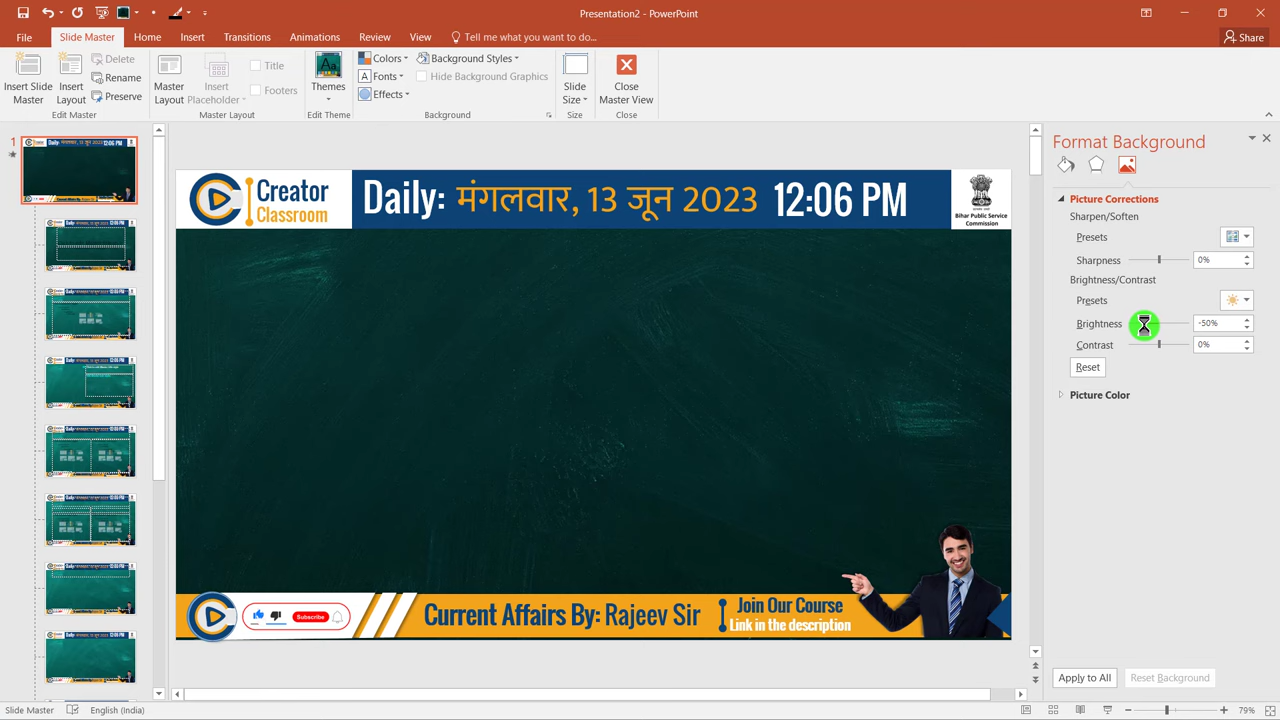 Presentation2 - PowerPoint
File
Slide Master
Home
Insert
Transitions
Animations
Review
View
Tell me what you want to do...
Share
Insert Slide Master
Insert Layout
Delete
Rename
Preserve
Edit Master
Master Layout
Insert Placeholder
Title
Footers
Master Layout
Aa
Themes
Edit Theme
Colors
Fonts
Effects
Background Styles
Hide Background Graphics
Background
Slide Size
Size
Close Master View
Close
1
Creator Classroom
Daily: मंगलवार, 13 जून 2023 12:06 PM
Bihar Public Service Commission
Subscribe
Current Affairs By: Rajeev Sir
Join Our Course
Link in the description
Format Background
Picture Corrections
Sharpen/Soften
Presets
Sharpness 0%
Brightness/Contrast
Presets
Brightness -50%
Contrast 0%
Reset
Picture Color
Apply to All
Reset Background
Slide Master
English (India)
79%